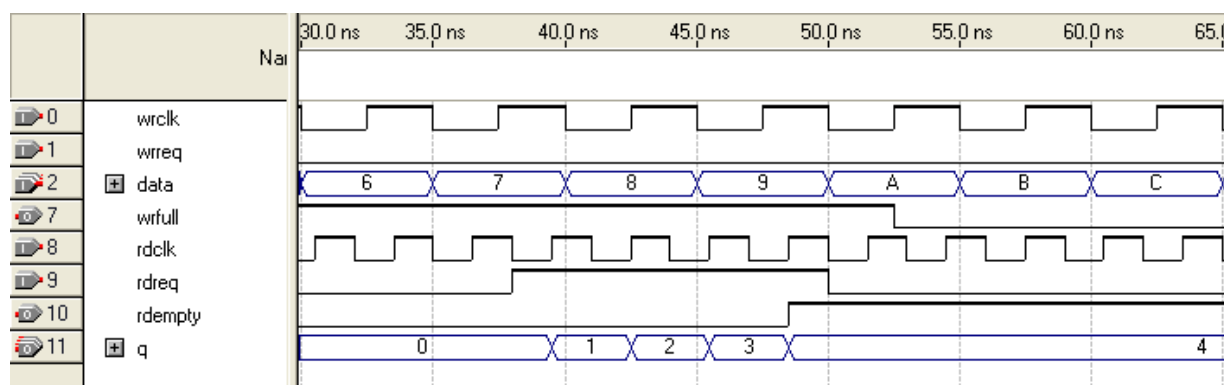 30.0 ns 35.0 ns 40.0 ns 45.0 ns 50.0 ns 55.0 ns 60.0 ns 65.
Nar
0 wrclk
1 wrreq
2 data 6 7 8 9 A B C
7 wrfull
8 rdclk
9 rdreq
10 rdempty
11 q 0 1 2 3 4